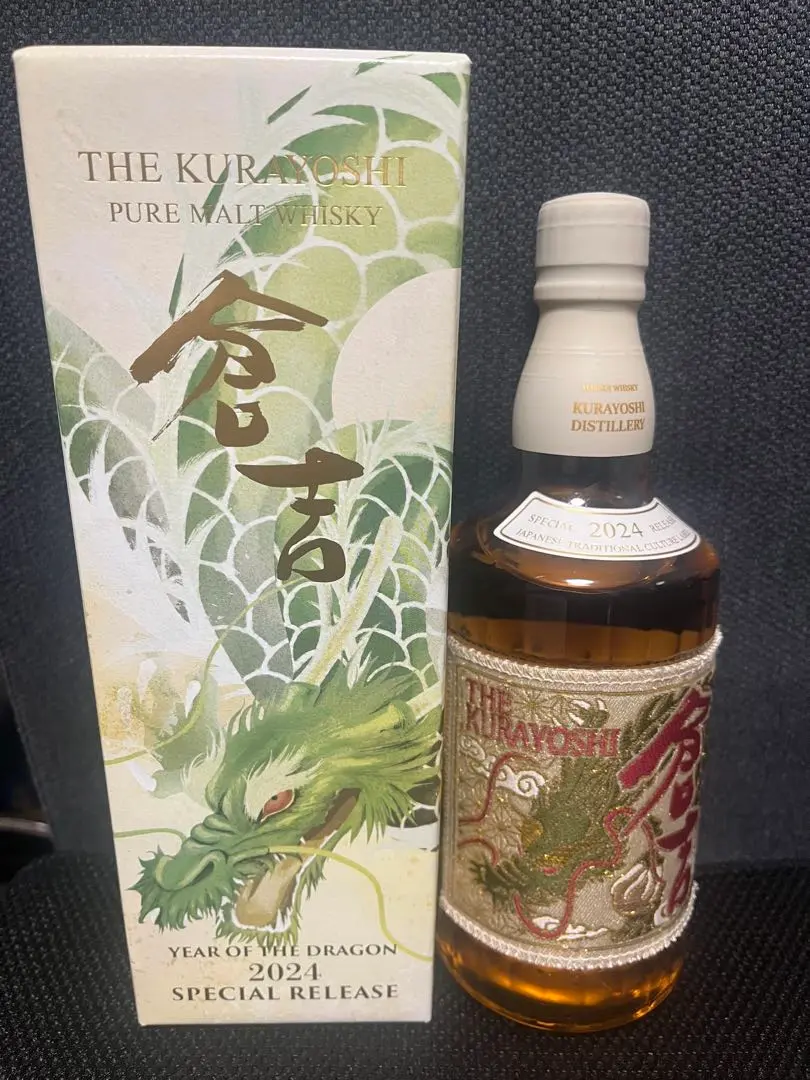 THE KURAYOSHI
PURE MALT WHISKY
倉吉
YEAR OF THE DRAGON
2024
SPECIAL RELEASE
KURAYOSHI
DISTILLERY
SPECIAL 2024 RELEASE
JAPANESE TRADITIONAL CULTURE LABEL
THE
KURAYOSHI
倉吉